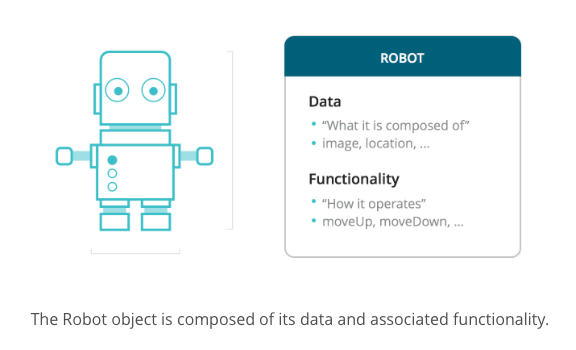 ROBOT
Data
“What it is composed of”
image, location, ...
Functionality
“How it operates”
moveUp, moveDown, ...
The Robot object is composed of its data and associated functionality.